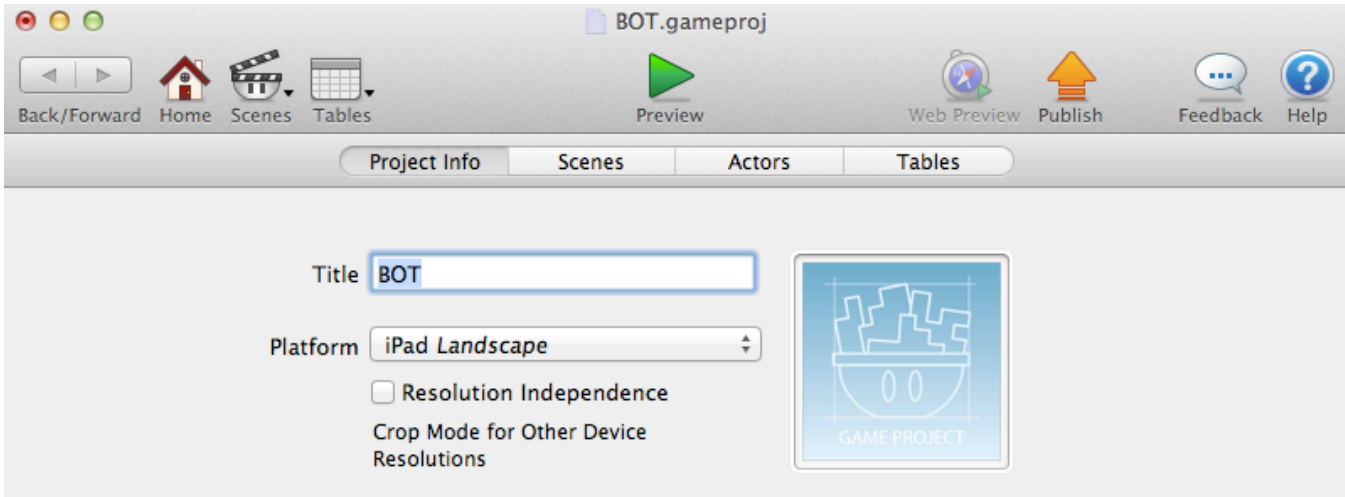 BOT.gameproj
Back/Forward Home Scenes Tables Preview Web Preview Publish Feedback Help
Project Info Scenes Actors Tables
Title BOT
Platform iPad Landscape
Resolution Independence
Crop Mode for Other Device
Resolutions
GAME PROJECT